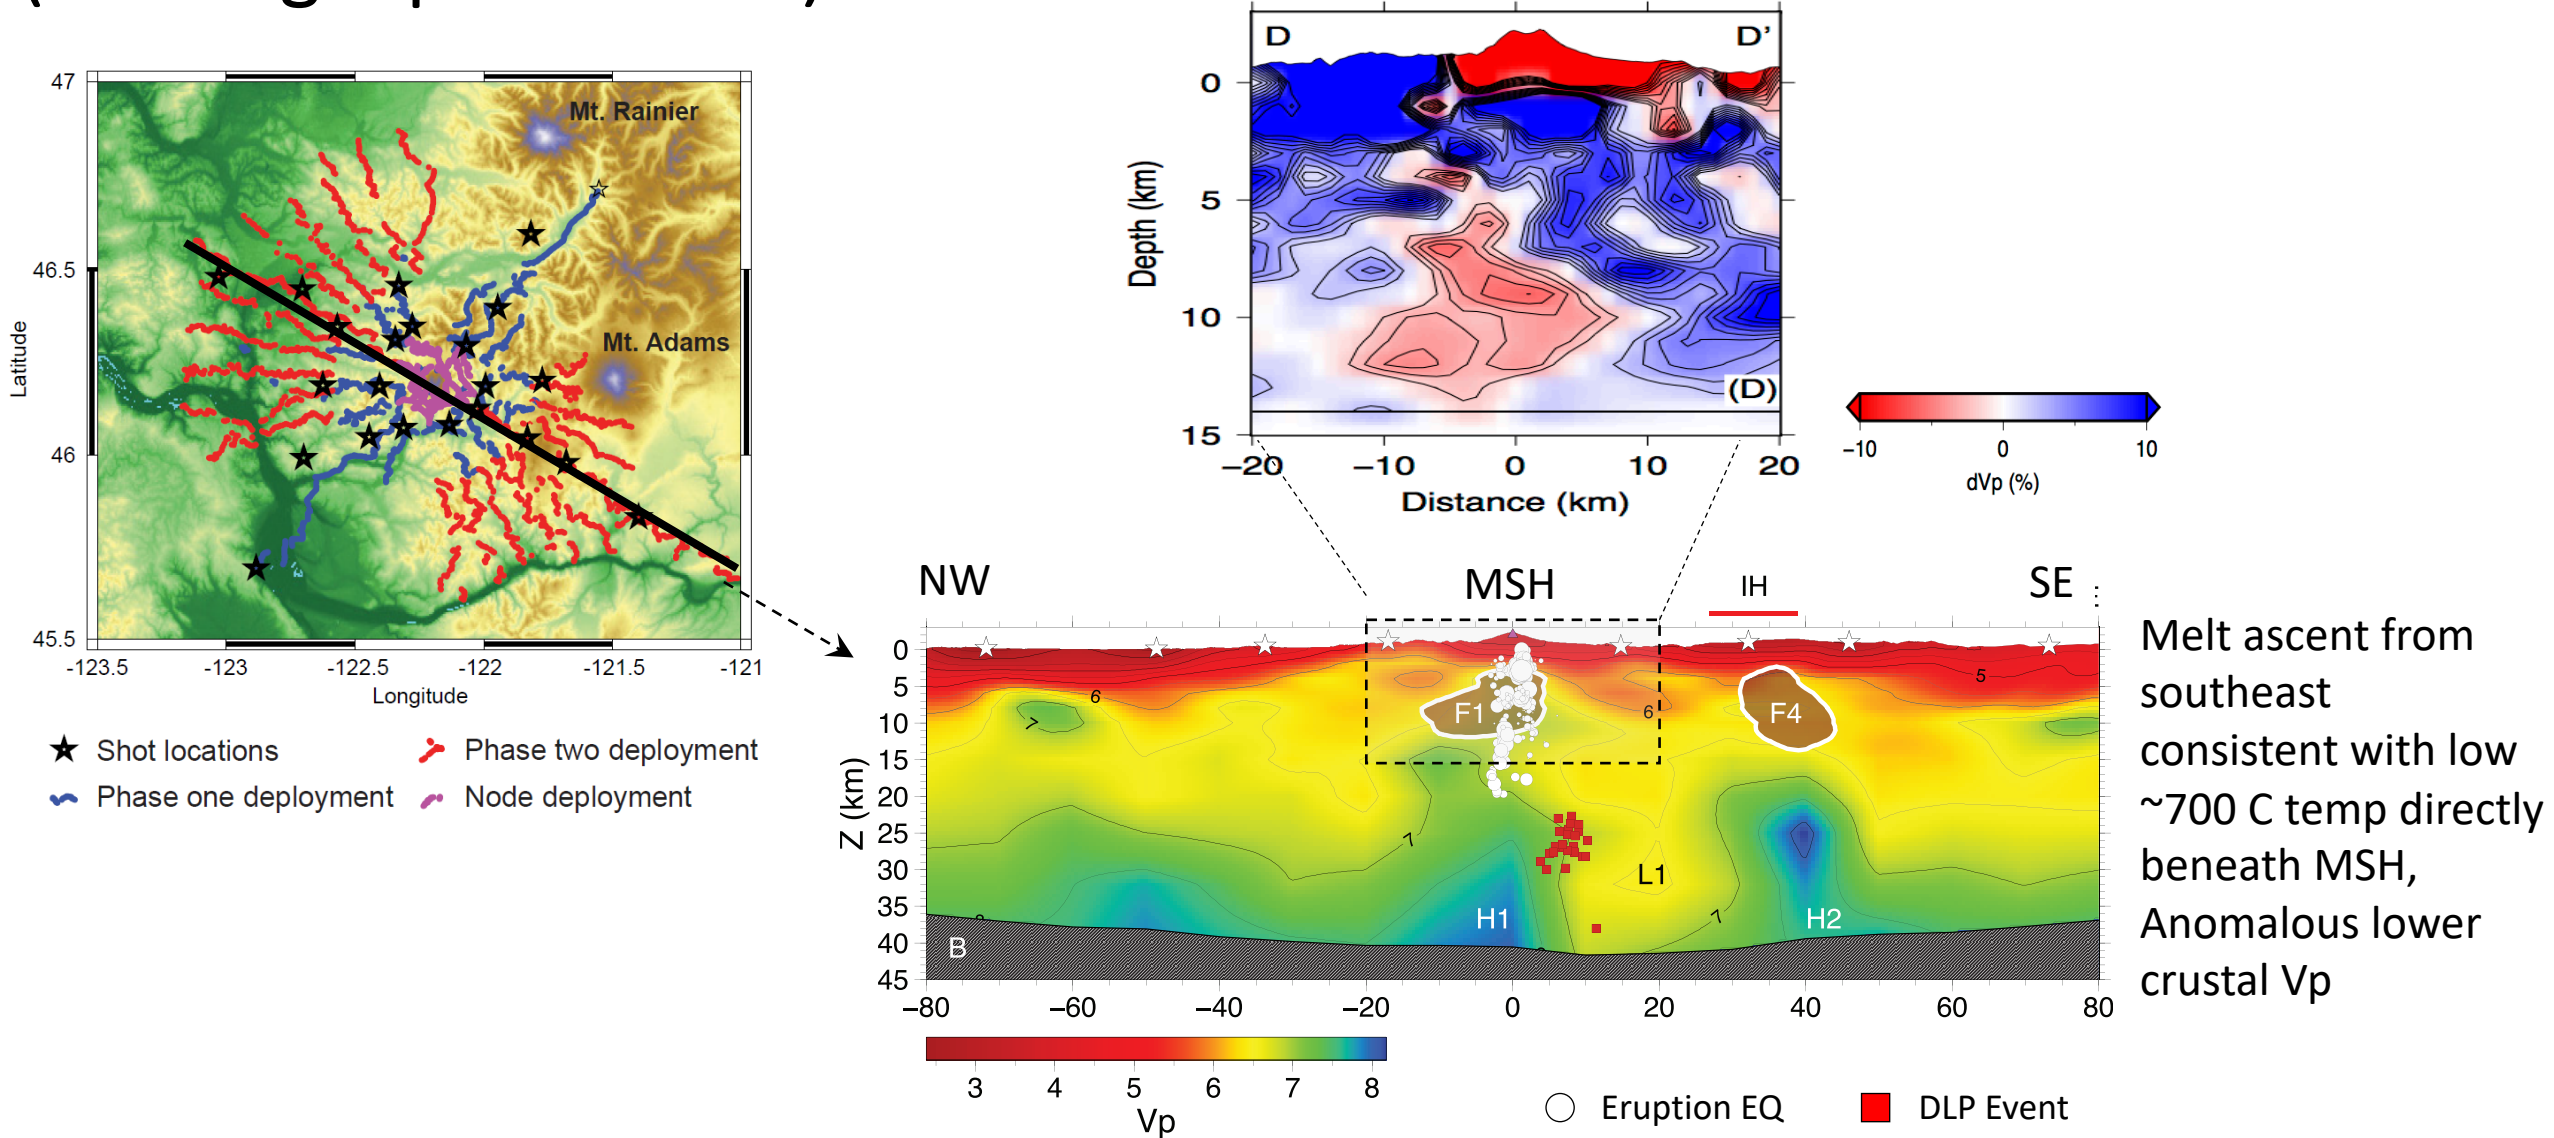 Mt. Rainier
Mt. Adams
47
46.5
46
45.5
Latitude
-123.5
-123
-122.5
-122
-121.5
-121
Longitude
Shot locations
Phase two deployment
Phase one deployment
Node deployment
D
D’
0
5
10
15
Depth (km)
(D)
−20
−10
0
10
20
Distance (km)
−10
0
10
dVp (%)
NW
MSH
IH
SE
0
5
10
15
20
25
30
35
40
45
Z (km)
6
7
F1
6
F4
5
7
L1
7
H1
H2
B
−80
−60
−40
−20
0
20
40
60
80
3
4
5
6
7
8
Vp
Eruption EQ
DLP Event
Melt ascent from
southeast
consistent with low
~700 C temp directly
beneath MSH,
Anomalous lower
crustal Vp